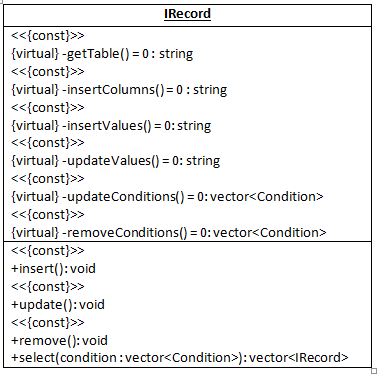 IRecord
<<{const}>>
{virtual} -getTable() = 0 : string
<<{const}>>
{virtual} -insertColumns() = 0 : string
<<{const}>>
{virtual} -insertValues() = 0: string
<<{const}>>
{virtual} -updateValues() = 0: string
<<{const}>>
{virtual} -updateConditions() = 0: vector<Condition>
<<{const}>>
{virtual} -removeConditions() = 0: vector<Condition>
<<{const}>>
+insert(): void
<<{const}>>
+update(): void
<<{const}>>
+remove(): void
+select(condition : vector<Condition>): vector<IRecord>